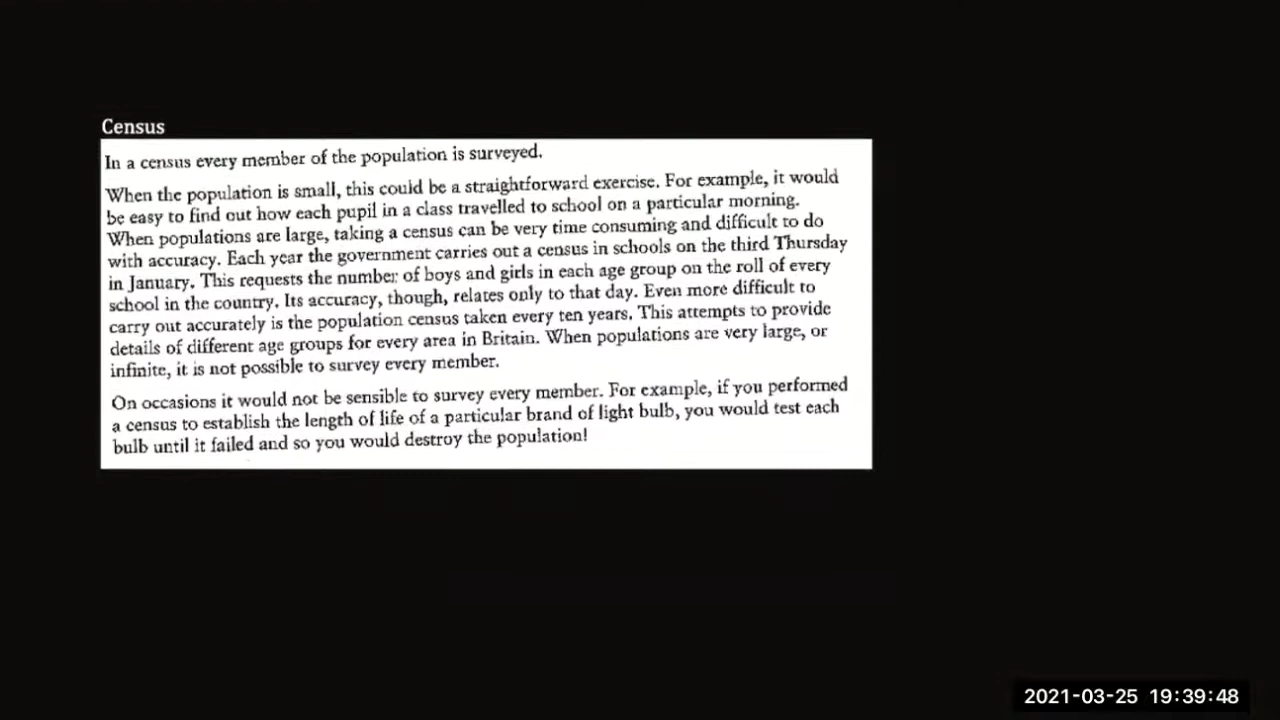 Census
In a census every member of the population is surveyed.
When the population is small, this could be a straightforward exercise. For example, it would
be easy to find out how each pupil in a class travelled to school on a particular morning.
When populations are large, taking a census can be very time consuming and difficult to do
with accuracy. Each year the government carries out a census in schools on the third Thursday
in January. This requests the number of boys and girls in each age group on the roll of every
school in the country. Its accuracy, though, relates only to that day. Even more difficult to
carry out accurately is the population census taken every ten years. This attempts to provide
details of different age groups for every area in Britain. When populations are very large, or
infinite, it is not possible to survey every member.
On occasions it would not be sensible to survey every member. For example, if you performed
a census to establish the length of life of a particular brand of light bulb, you would test each
bulb until it failed and so you would destroy the population!
2021-03-25 19:39:48